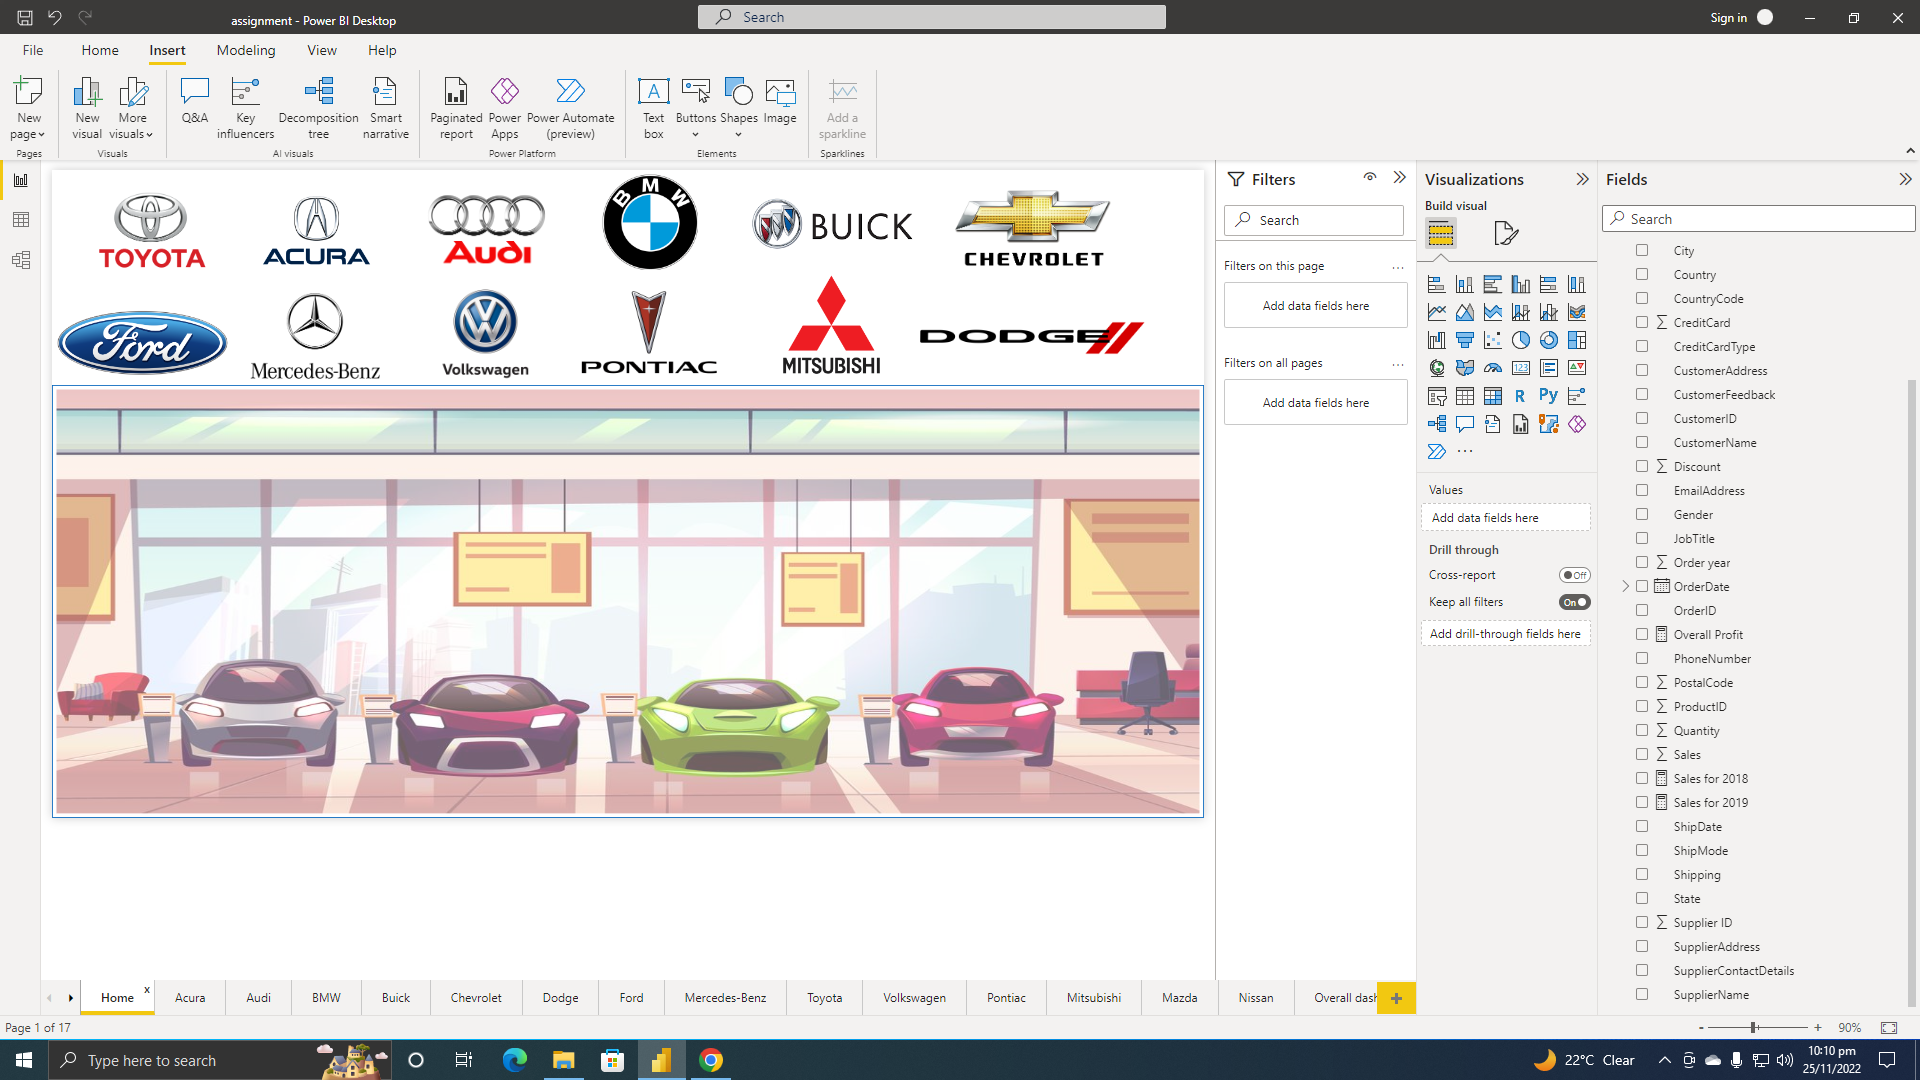 assignment - Power BI Desktop
Search
Sign in
File
Home
Insert
Modeling
View
Help
New page
New visual
More visuals
Q&A
Key influencers
Decomposition tree
Smart narrative
Paginated report
Power Apps
Power Automate (preview)
Text box
Buttons
Shapes
Image
Add a sparkline
Pages
Visuals
AI visuals
Power Platform
Elements
Sparklines
TOYOTA
ACURA
Audi
BMW
BUICK
CHEVROLET
Ford
Mercedes-Benz
Volkswagen
PONTIAC
MITSUBISHI
DODGE
Filters
Search
Filters on this page
...
Add data fields here
Filters on all pages
...
Add data fields here
Visualizations
Build visual
123
R
Py
...
Values
Add data fields here
Drill through
Cross-report
Off
Keep all filters
On
Add drill-through fields here
Fields
Search
City
Country
CountryCode
CreditCard
CreditCardType
CustomerAddress
CustomerFeedback
CustomerID
CustomerName
Discount
EmailAddress
Gender
JobTitle
Order year
OrderDate
OrderID
Overall Profit
PhoneNumber
PostalCode
ProductID
Quantity
Sales
Sales for 2018
Sales for 2019
ShipDate
ShipMode
Shipping
State
Supplier ID
SupplierAddress
SupplierContactDetails
SupplierName
Home
x
Acura
Audi
BMW
Buick
Chevrolet
Dodge
Ford
Mercedes-Benz
Toyota
Volkswagen
Pontiac
Mitsubishi
Mazda
Nissan
Overall dash
+
Page 1 of 17
- + 90%
Type here to search
22°C Clear
10:10 pm
25/11/2022